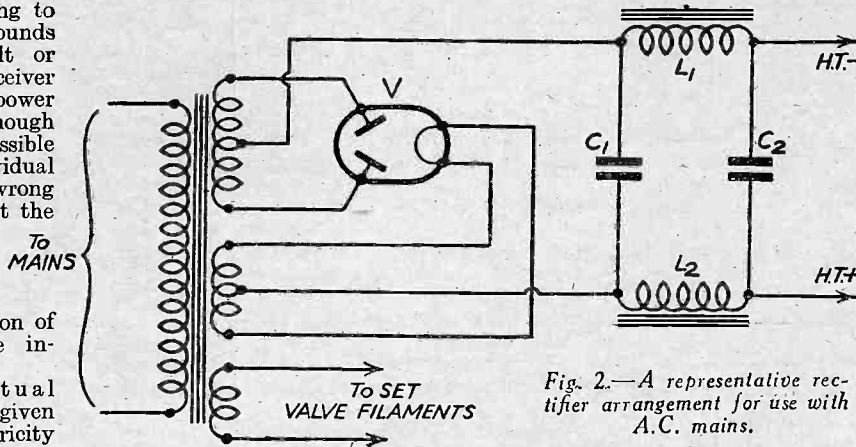 ng to
ounds
lt or
ceiver
power
hough
ssible
vidual
wrong
t the
To
MAINS
on of
e in-
tual
given
ricity
V
L1
H.T.-
C1
C2
L2
H.T.+
To SET
VALVE FILAMENTS
Fig. 2.—A representative rec-
tifier arrangement for use with
A.C. mains.